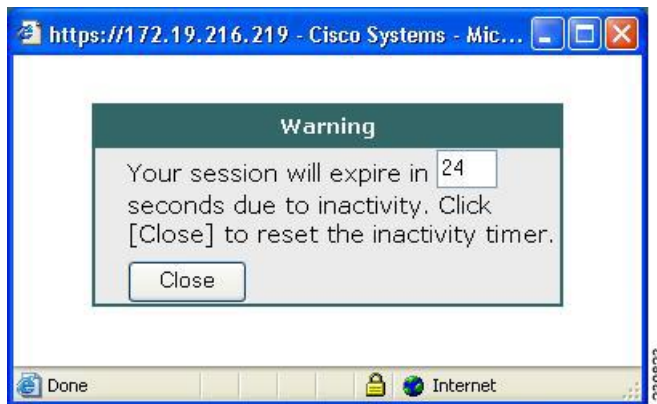 https://172.19.216.219 - Cisco Systems - Mic...
Warning
Your session will expire in 24
seconds due to inactivity. Click
[Close] to reset the inactivity timer.
Close
Done
Internet